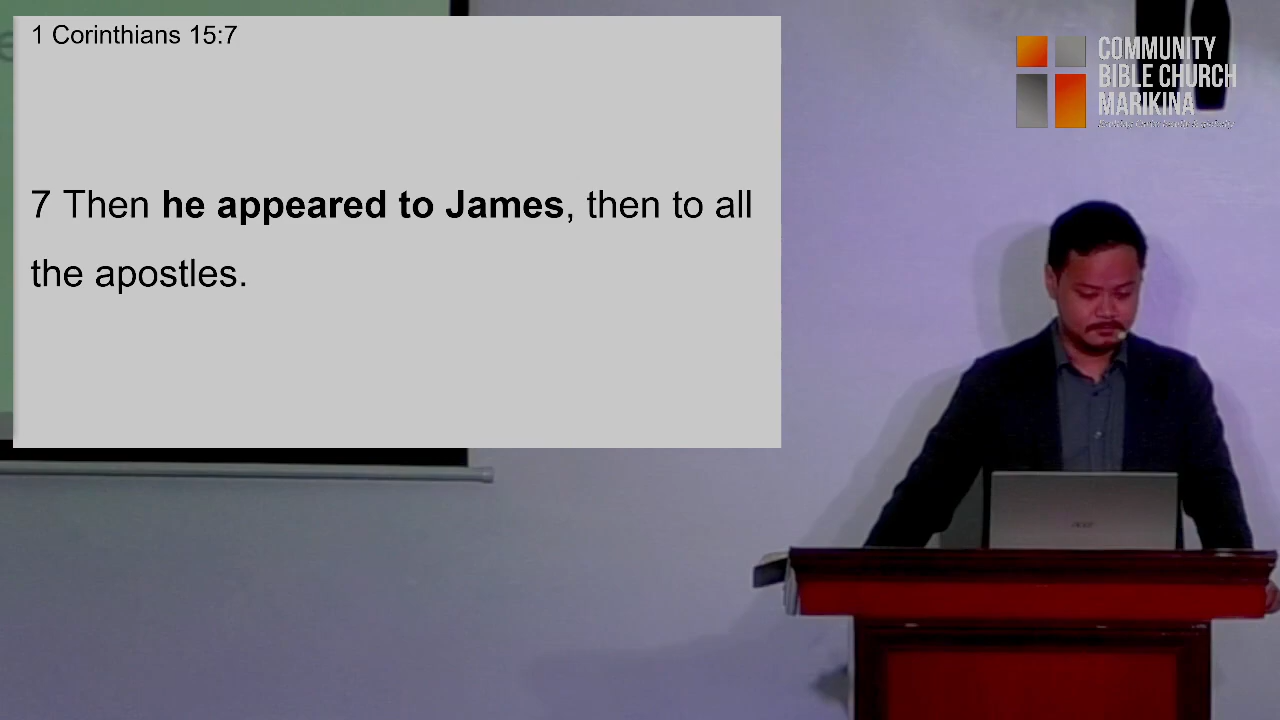 1 Corinthians 15:7
7 Then he appeared to James, then to all
the apostles.
COMMUNITY
BIBLE CHURCH
MARIKINA
acer